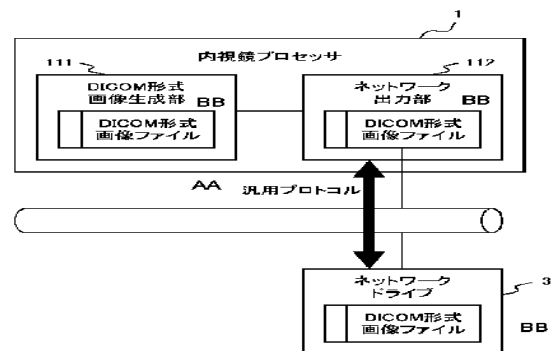 1
内視鏡プロセッサ
111
112
DICOM形式
画像生成部 BB
DICOM形式
画像ファイル
ネットワーク
出力部 BB
DICOM形式
画像ファイル
AA 汎用プロトコル
ネットワーク
ドライブ
3
DICOM形式
画像ファイル
BB